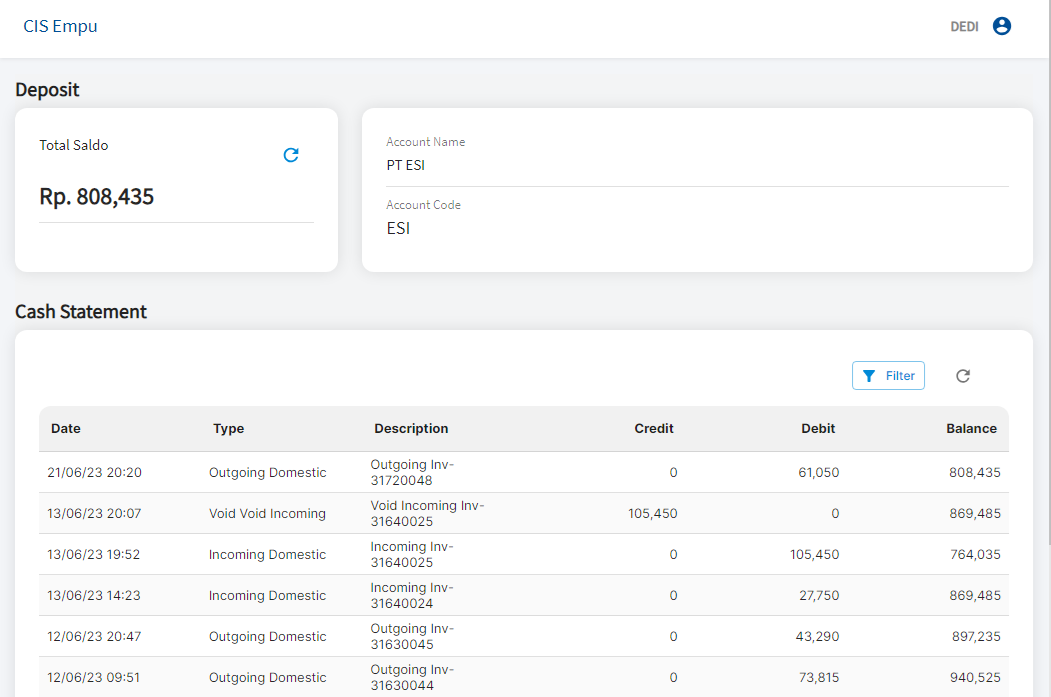 CIS Empu
DEDI
Deposit
Total Saldo
Rp. 808,435
Account Name
PT ESI
Account Code
ESI
Cash Statement
Filter
Date Type Description Credit Debit Balance
21/06/23 20:20 Outgoing Domestic Outgoing Inv-31720048 0 61,050 808,435
13/06/23 20:07 Void Void Incoming Void Incoming Inv-31640025 105,450 0 869,485
13/06/23 19:52 Incoming Domestic Incoming Inv-31640025 0 105,450 764,035
13/06/23 14:23 Incoming Domestic Incoming Inv-31640024 0 27,750 869,485
12/06/23 20:47 Outgoing Domestic Outgoing Inv-31630045 0 43,290 897,235
12/06/23 09:51 Outgoing Domestic Outgoing Inv-31630044 0 73,815 940,525